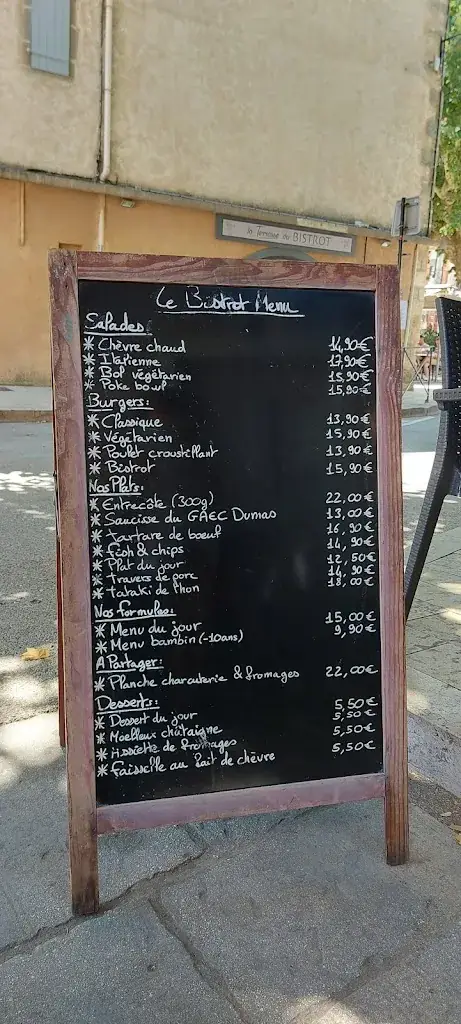 la Terrasse du BISTROT
Le Bistrot Menu
Salades
* Chèvre chaud 14,90€
* Italienne 17,90€
* Bol végétarien 15,90€
* Poke bowl 15,90€
Burgers:
* Classique 13,90€
* Végétarien 15,90€
* Poulet croustillant 13,90€
* Bistrot 15,90€
Nos Plats:
* Entrecôte (300g) 22,00€
* Saucisse du GAEC Dumas 13,00€
* tartare de boeuf 16,90€
* fish & chips 14,90€
* Plat du jour 12,50€
* travers de porc 14,90€
* tataki de thon 18,00€
Nos formules:
* Menu du jour 15,00€
* Menu bambin (-10ans) 9,90€
A Partager:
* Planche charcuterie & fromages 22,00€
Desserts:
* Dessert du jour 5,50€
* Moelleux châtaigne 5,50€
* Assiette de fromages 5,50€
* Faisselle au lait de chèvre 5,50€